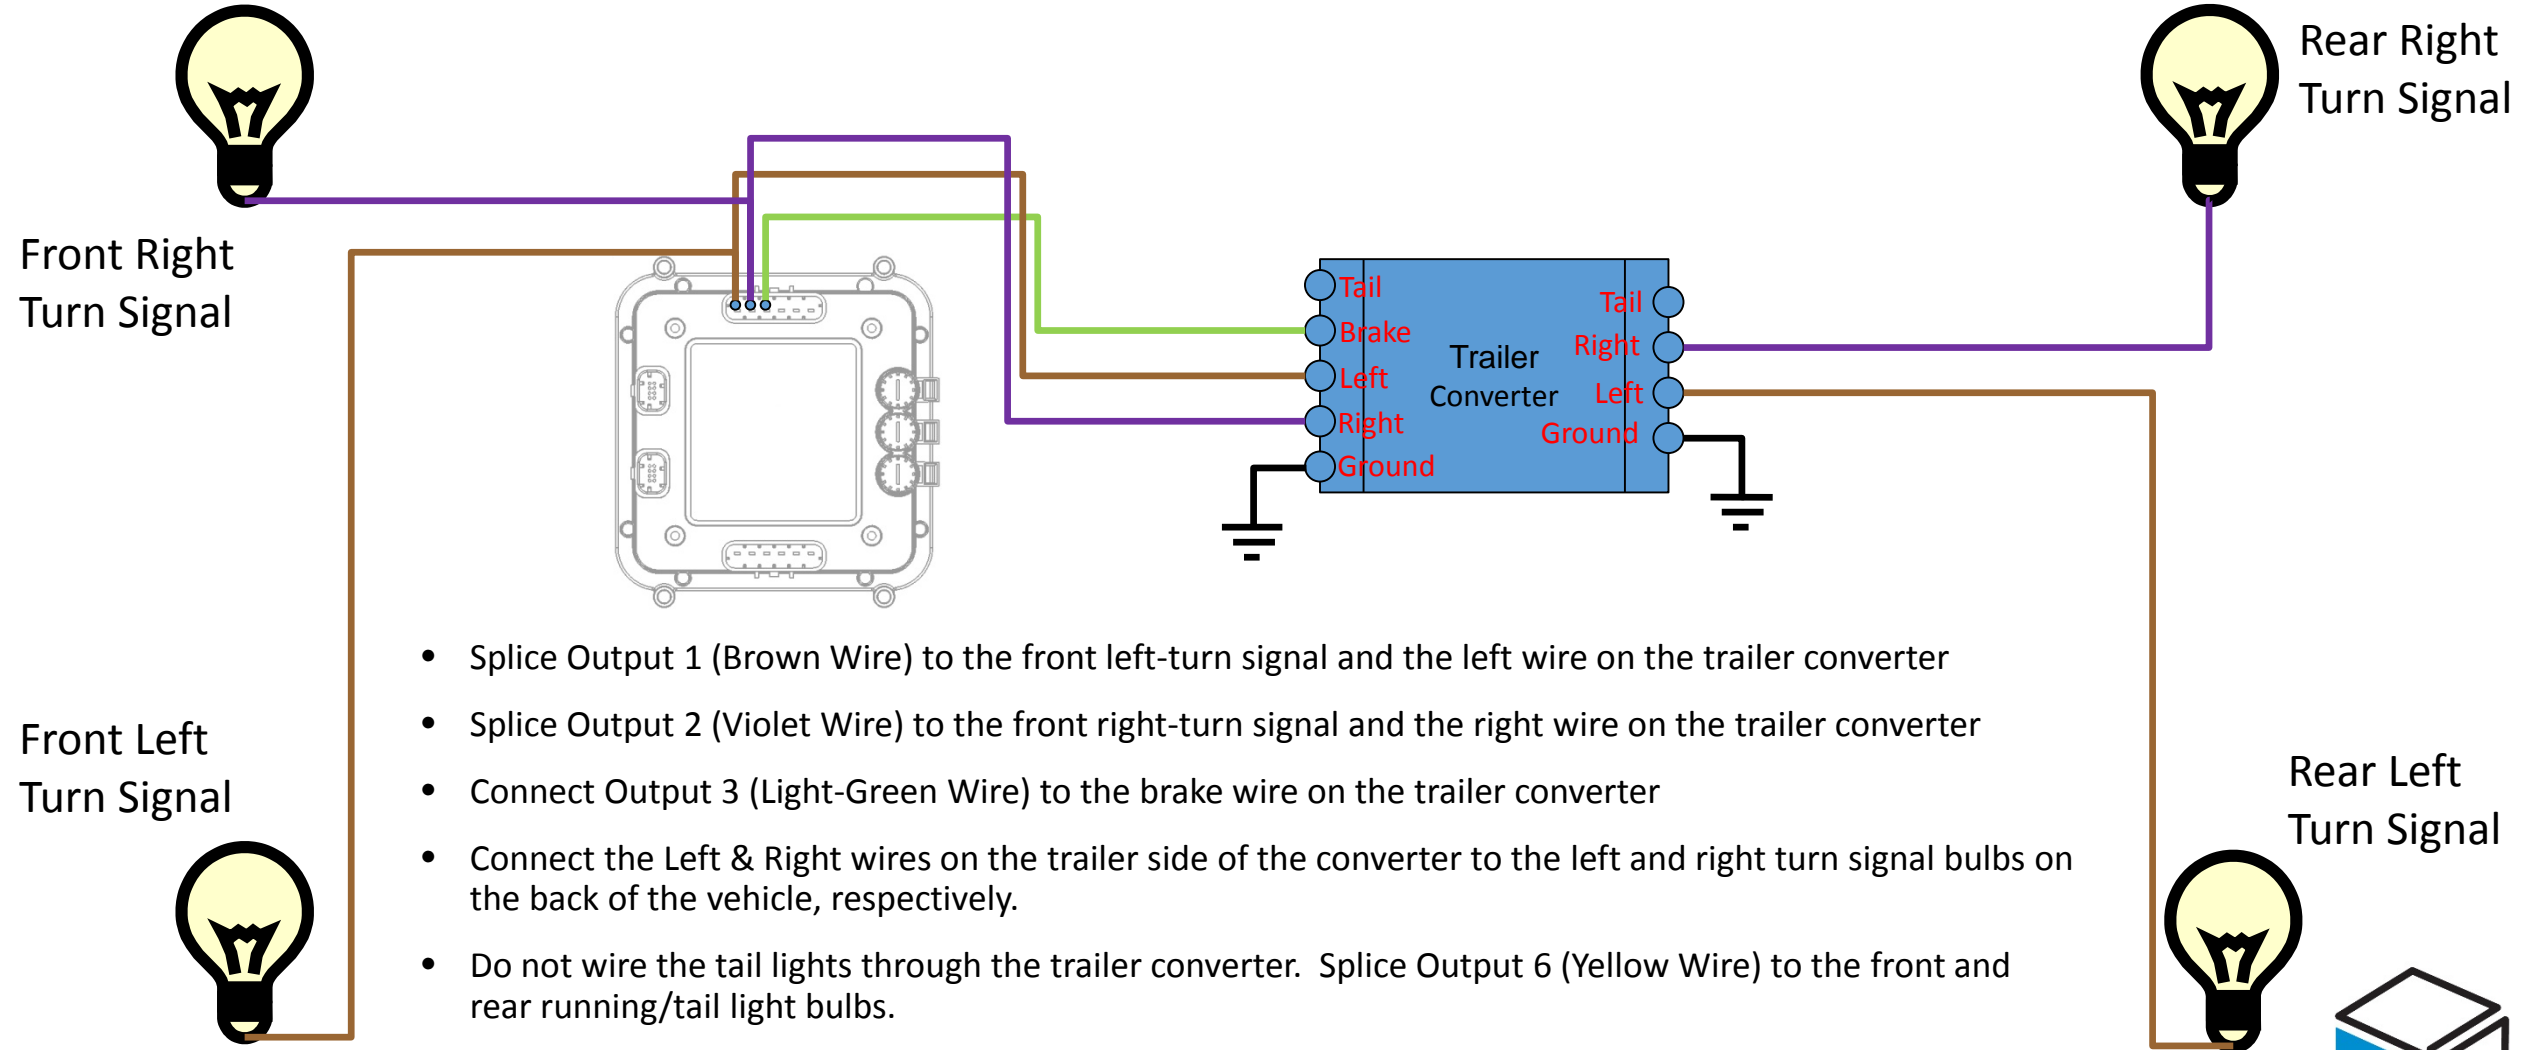 Rear Right
Turn Signal
Front Right
Turn Signal
Tail
Brake
Left
Right
Ground
Trailer
Converter
Tail
Right
Left
Ground
• Splice Output 1 (Brown Wire) to the front left-turn signal and the left wire on the trailer converter
• Splice Output 2 (Violet Wire) to the front right-turn signal and the right wire on the trailer converter
• Connect Output 3 (Light-Green Wire) to the brake wire on the trailer converter
• Connect the Left & Right wires on the trailer side of the converter to the left and right turn signal bulbs on
the back of the vehicle, respectively.
• Do not wire the tail lights through the trailer converter.  Splice Output 6 (Yellow Wire) to the front and
rear running/tail light bulbs.
Front Left
Turn Signal
Rear Left
Turn Signal